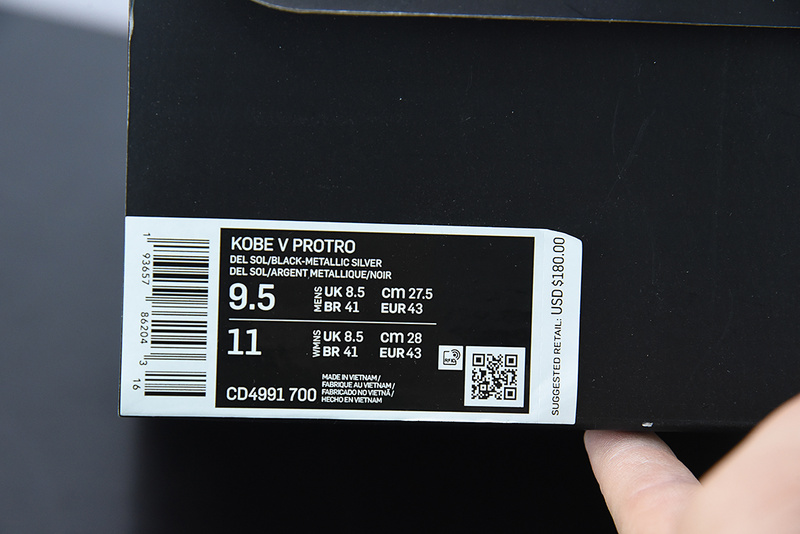 KOBE V PROTRO
DEL SOL/BLACK-METALLIC SILVER
DEL SOL/ARGENT METALLIQUE/NOIR
9.5 MENS UK 8.5 cm 27.5
BR 41 EUR 43
11 WMNS UK 8.5 cm 28
BR 41 EUR 43
CD4991 700
MADE IN VIETNAM /
FABRIQUE AU VIETNAM /
FABRICADO NO VIETNÃ /
HECHO EN VIETNAM
RFID
1 93657 86204 3 16
SUGGESTED RETAIL: USD $180.00